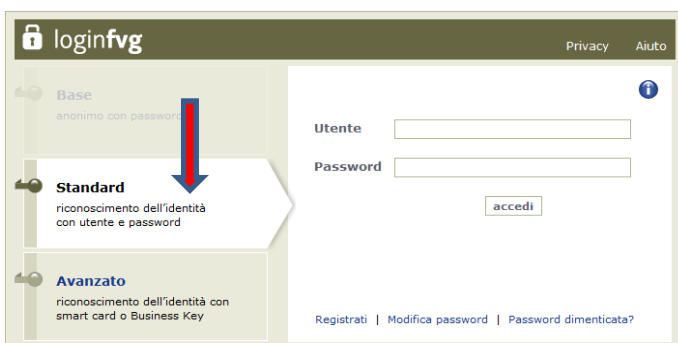 loginfvg
Privacy Aiuto
Base
anonimo con password
Utente
Password
Standard
riconoscimento dell'identità
con utente e password
accedi
Avanzato
riconoscimento dell'identità con
smart card o Business Key
Registrati | Modifica password | Password dimenticata?